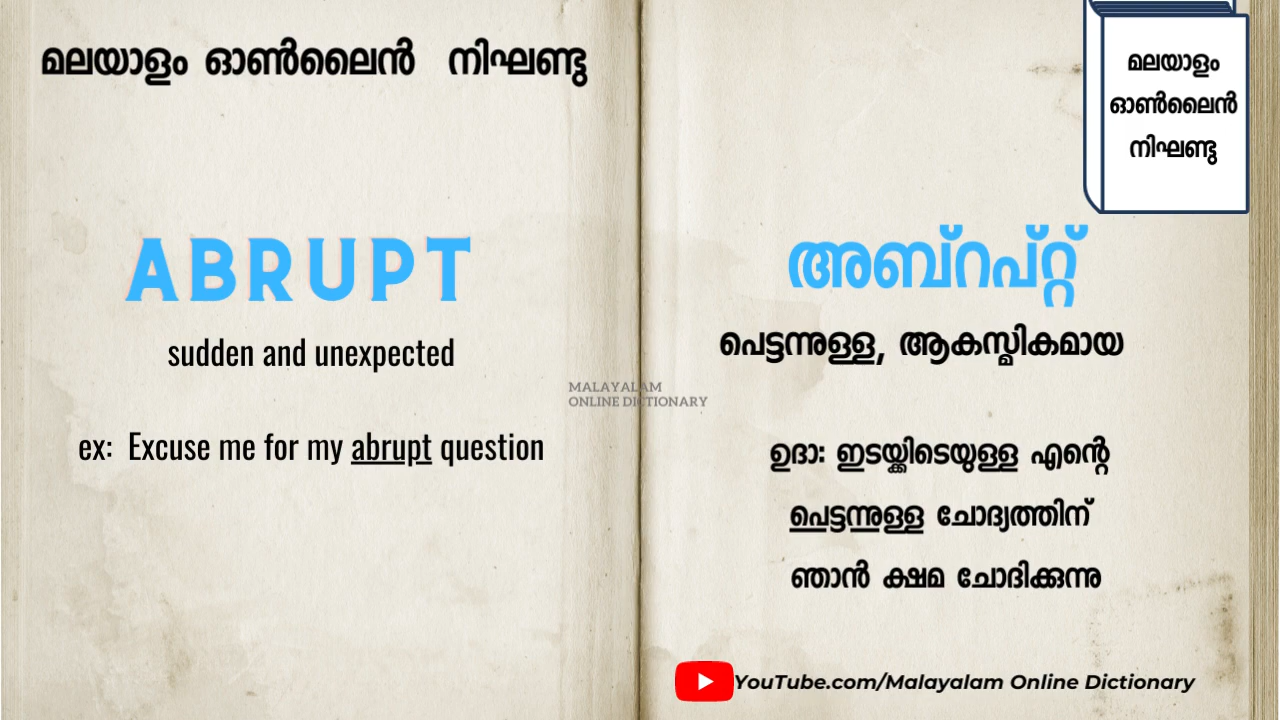 മലയാളം ഓൺലൈൻ നിഘണ്ടു
മലയാളം
ഓൺലൈൻ
നിഘണ്ടു
ABRUPT
sudden and unexpected
ex: Excuse me for my abrupt question
അബ്റപ്റ്റ്
പെട്ടന്നുള്ള, ആകസ്മികമായ
ഉദാ: ഇടയ്ക്കിടെയുള്ള എന്റെ
പെട്ടന്നുള്ള ചോദ്യത്തിന്
ഞാൻ ക്ഷമ ചോദിക്കുന്നു
MALAYALAM
ONLINE DICTIONARY
YouTube.com/Malayalam Online Dictionary